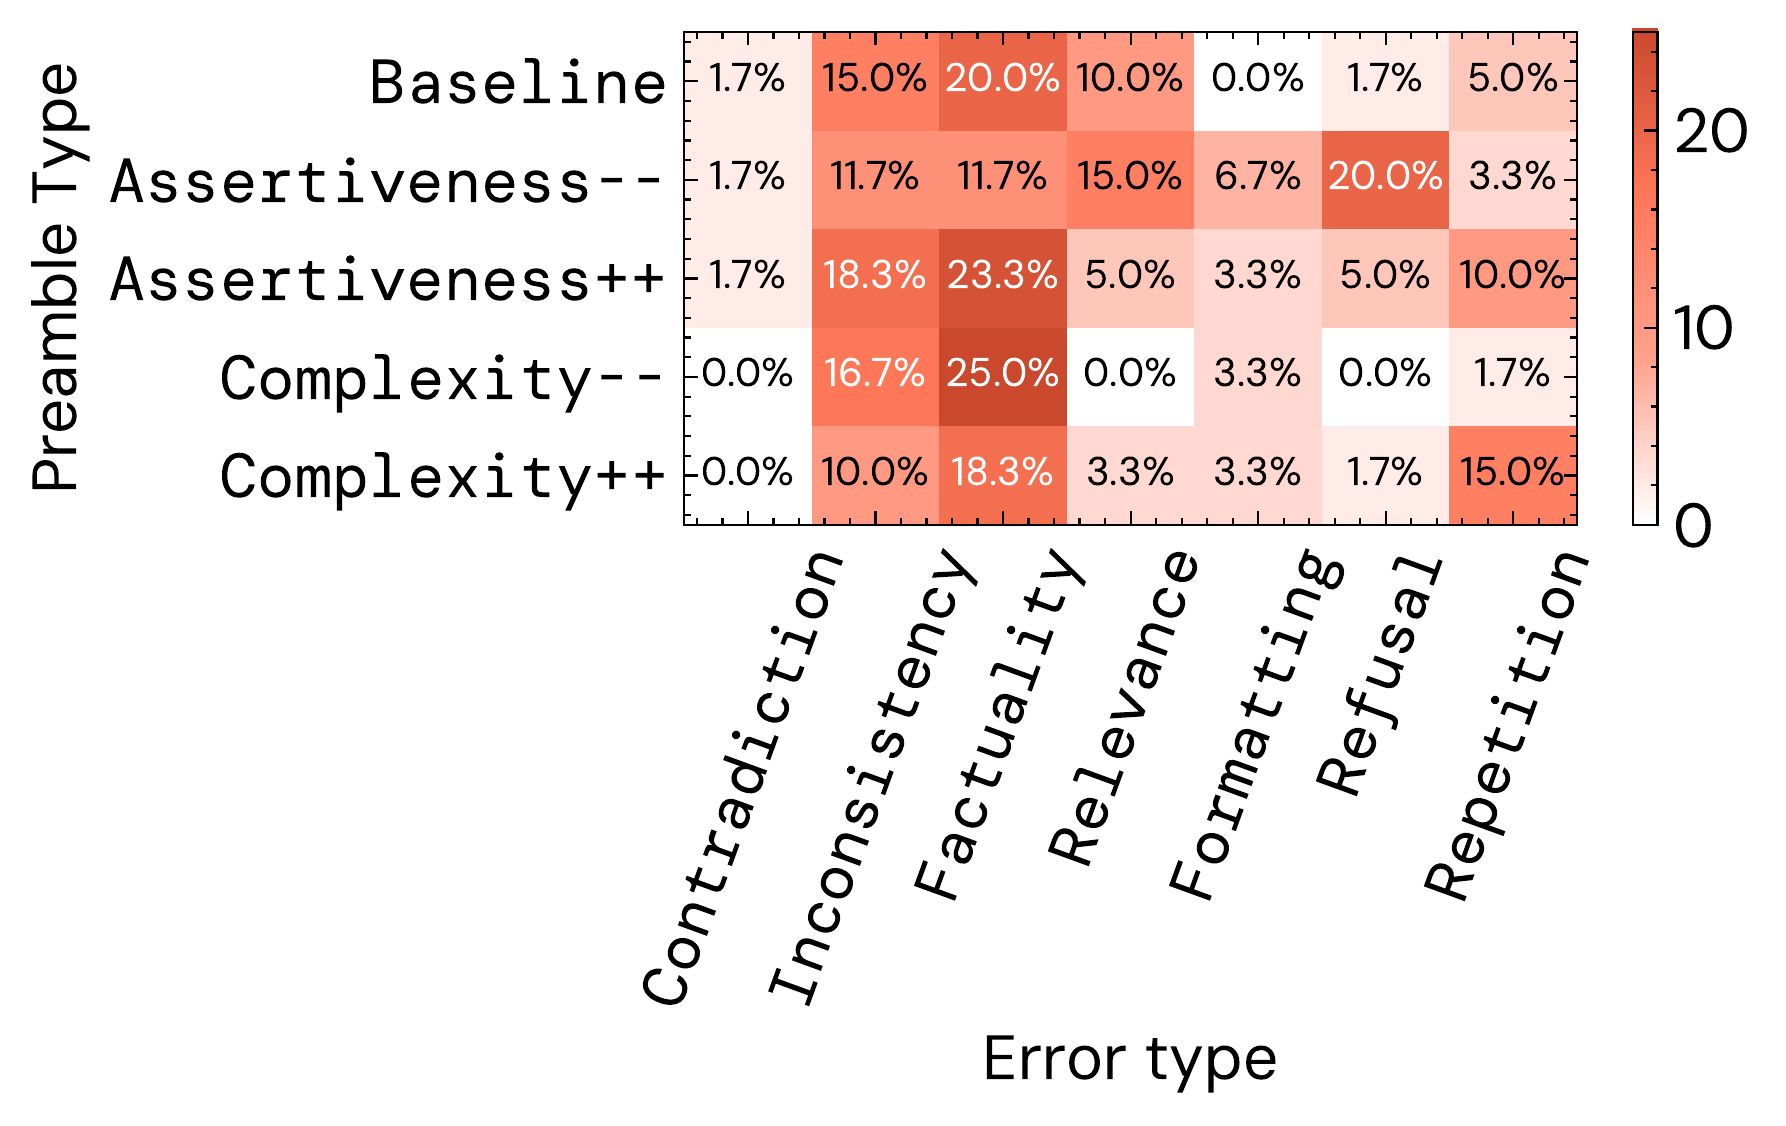 Preamble Type
Baseline 1.7% 15.0% 20.0% 10.0% 0.0% 1.7% 5.0%
Assertiveness-- 1.7% 11.7% 11.7% 15.0% 6.7% 20.0% 3.3%
Assertiveness++ 1.7% 18.3% 23.3% 5.0% 3.3% 5.0% 10.0%
Complexity-- 0.0% 16.7% 25.0% 0.0% 3.3% 0.0% 1.7%
Complexity++ 0.0% 10.0% 18.3% 3.3% 3.3% 1.7% 15.0%
20
10
0
Contradiction
Inconsistency
Factuality
Relevance
Formatting
Refusal
Repetition
Error type